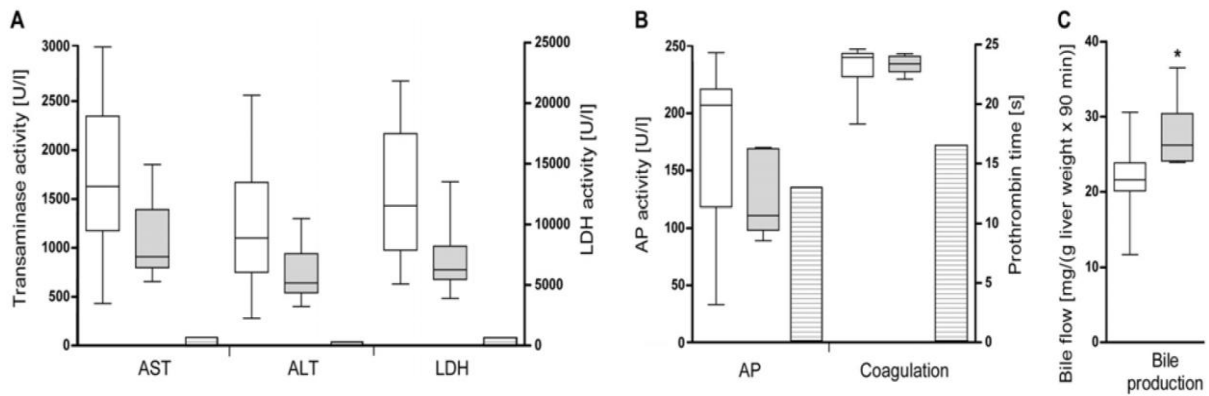 A
Transaminase activity [U/l]
3000
2500
2000
1500
1000
500
0
AST
ALT
LDH
25000
20000
15000
10000
5000
0
LDH activity [U/l]
B
AP activity [U/l]
250
200
150
100
50
0
AP
Coagulation
25
20
15
10
5
0
Prothrombin time [s]
C
Bile flow [mg/(g liver weight x 90 min)]
40
30
20
10
0
*
Bile
production